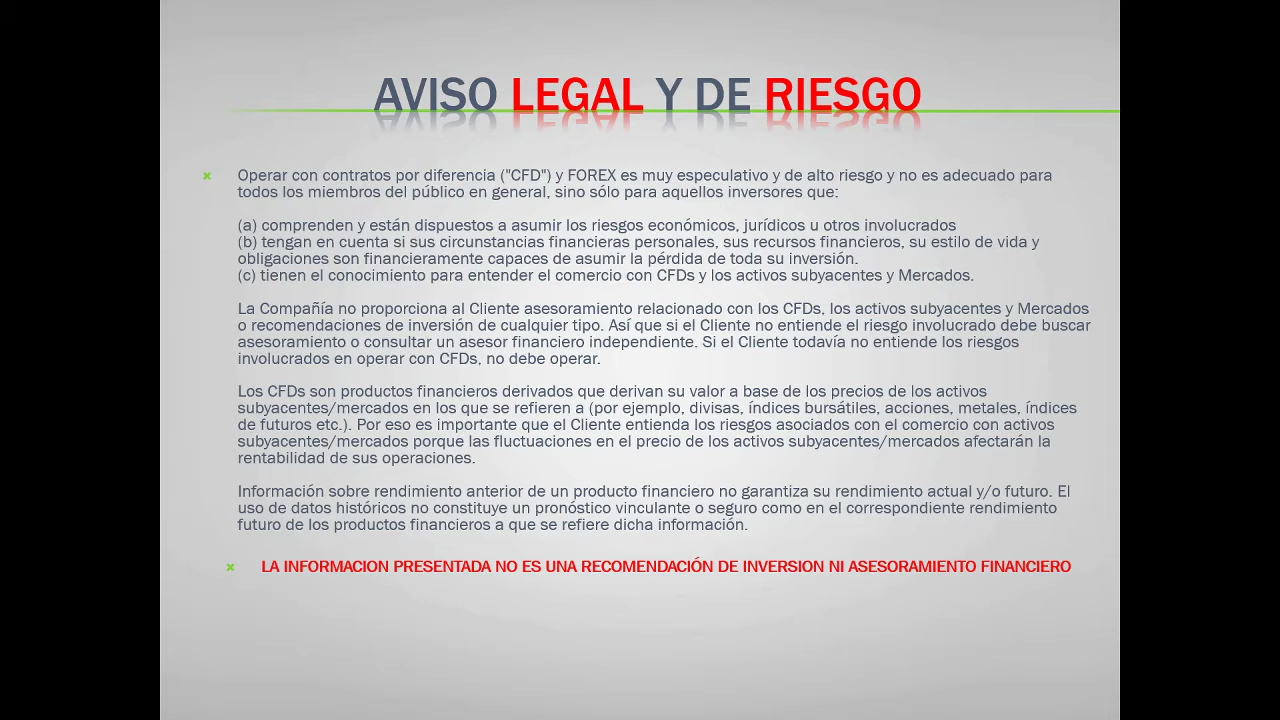 AVISO LEGAL Y DE RIESGO
Operar con contratos por diferencia ("CFD") y FOREX es muy especulativo y de alto riesgo y no es adecuado para
todos los miembros del público en general, sino sólo para aquellos inversores que:
(a) comprenden y están dispuestos a asumir los riesgos económicos, jurídicos u otros involucrados
(b) tengan en cuenta si sus circunstancias financieras personales, sus recursos financieros, su estilo de vida y
obligaciones son financieramente capaces de asumir la pérdida de toda su inversión.
(c) tienen el conocimiento para entender el comercio con CFDs y los activos subyacentes y Mercados.
La Compañía no proporciona al Cliente asesoramiento relacionado con los CFDs, los activos subyacentes y Mercados
o recomendaciones de inversión de cualquier tipo. Así que si el Cliente no entiende el riesgo involucrado debe buscar
asesoramiento o consultar un asesor financiero independiente. Si el Cliente todavía no entiende los riesgos
involucrados en operar con CFDs, no debe operar.
Los CFDs son productos financieros derivados que derivan su valor a base de los precios de los activos
subyacentes/mercados en los que se refieren a (por ejemplo, divisas, índices bursátiles, acciones, metales, índices
de futuros etc.). Por eso es importante que el Cliente entienda los riesgos asociados con el comercio con activos
subyacentes/mercados porque las fluctuaciones en el precio de los activos subyacentes/mercados afectarán la
rentabilidad de sus operaciones.
Información sobre rendimiento anterior de un producto financiero no garantiza su rendimiento actual y/o futuro. El
uso de datos históricos no constituye un pronóstico vinculante o seguro como en el correspondiente rendimiento
futuro de los productos financieros a que se refiere dicha información.
LA INFORMACION PRESENTADA NO ES UNA RECOMENDACIÓN DE INVERSION NI ASESORAMIENTO FINANCIERO